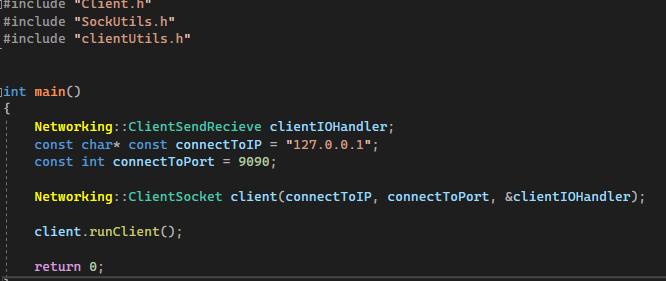 #include "Client.h"
#include "SockUtils.h"
#include "clientUtils.h"
int main()
{
Networking::ClientSendRecieve clientIOHandler;
const char* const connectToIP = "127.0.0.1";
const int connectToPort = 9090;
Networking::ClientSocket client(connectToIP, connectToPort, &clientIOHandler);
client.runClient();
return 0;